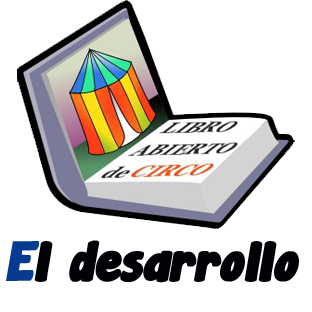 LIBRO
ABIERTO
de CIRCO
El desarrollo